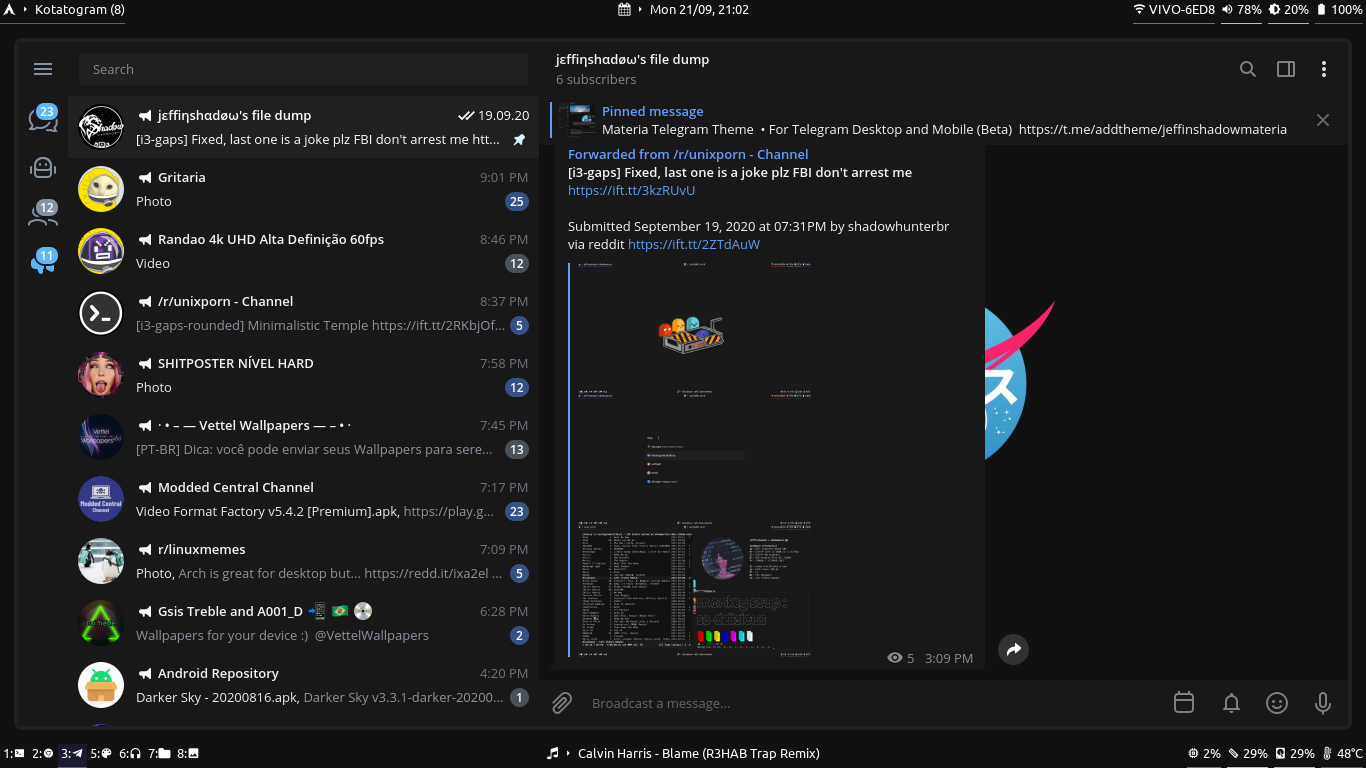 Kotatogram (8)
Mon 21/09, 21:02
VIVO-6ED8 78% 20% 100%
Search
23
12
11
jεffiηshαdøω's file dump 19.09.20
[i3-gaps] Fixed, last one is a joke plz FBI don't arrest me htt...
Gritaria 9:01 PM
Photo 25
Randao 4k UHD Alta Definição 60fps 8:46 PM
Video 12
/r/unixporn - Channel 8:37 PM
[i3-gaps-rounded] Minimalistic Temple https://ift.tt/2RKbjOf... 5
SHITPOSTER NÍVEL HARD 7:58 PM
Photo 12
· • – — Vettel Wallpapers — – • · 7:45 PM
[PT-BR] Dica: você pode enviar seus Wallpapers para sere... 13
Modded Central Channel 7:17 PM
Video Format Factory v5.4.2 [Premium].apk, https://play.g... 23
r/linuxmemes 7:09 PM
Photo, Arch is great for desktop but... https://redd.it/ixa2el ... 5
Gsis Treble and A001_D 📲 🇧🇷 💿 6:28 PM
Wallpapers for your device :) @VettelWallpapers 2
Android Repository 4:20 PM
Darker Sky - 20200816.apk, Darker Sky v3.3.1-darker-20200... 1
jεffiηshαdøω's file dump
6 subscribers
Pinned message
Materia Telegram Theme • For Telegram Desktop and Mobile (Beta) https://t.me/addtheme/jeffinshadowmateria
Forwarded from /r/unixporn - Channel
[i3-gaps] Fixed, last one is a joke plz FBI don't arrest me
https://ift.tt/3kzRUvU
Submitted September 19, 2020 at 07:31PM by shadowhunterbr
via reddit https://ift.tt/2ZTdAuW
monkey soup:
ス
5 3:09 PM
Broadcast a message...
1: 2: 3: 5: 6: 7: 8:
Calvin Harris - Blame (R3HAB Trap Remix)
2% 29% 29% 48°C